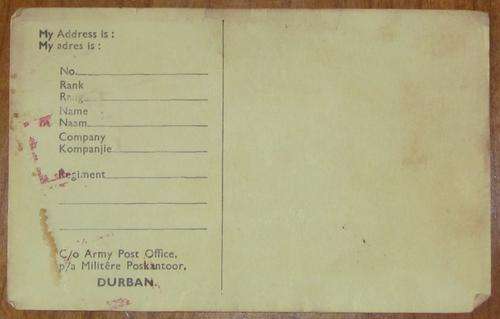 My Address is :
My adres is :
No.
Rank
Rang
Name
Naam
Company
Kompanjie
Regiment
C/o Army Post Office,
p/a Militêre Poskantoor,
DURBAN.